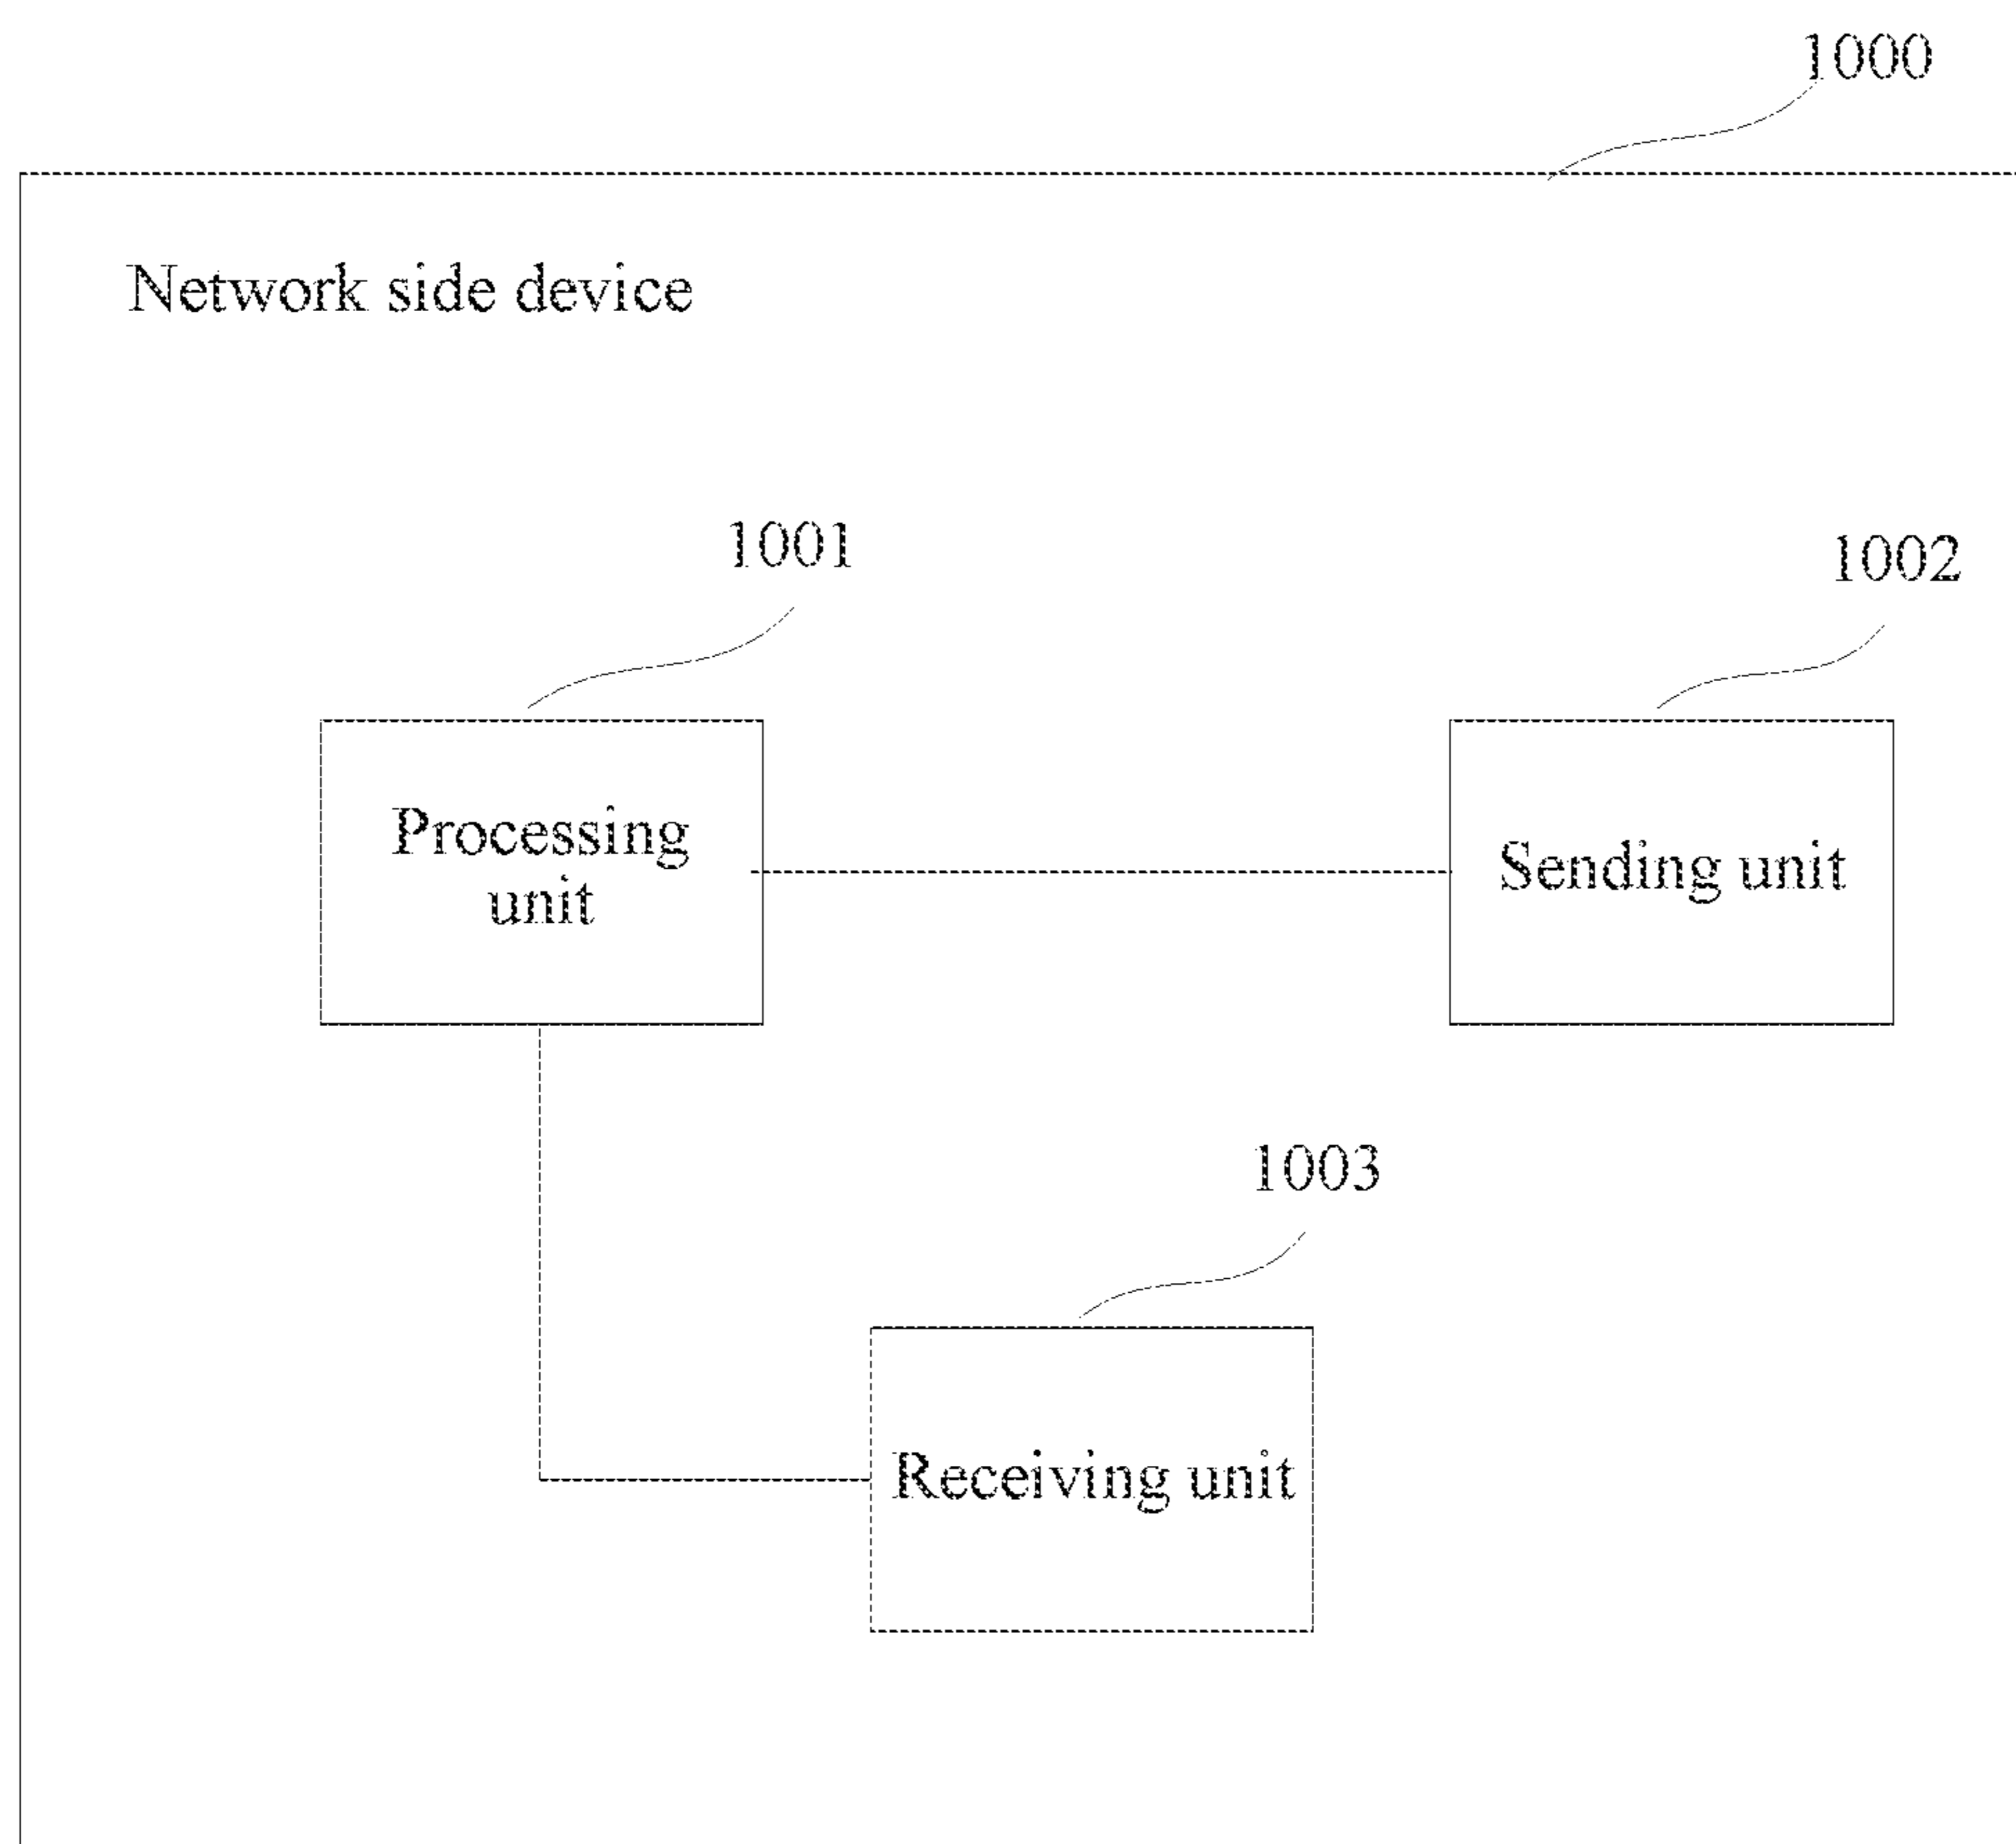 1000
Network side device
1001
1002
Processing
unit
Sending unit
1003
Receiving unit